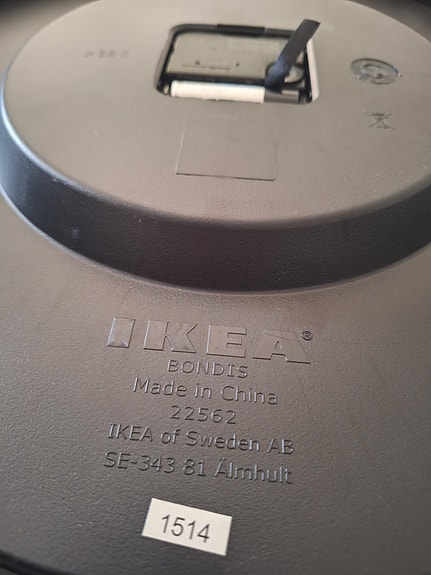 IKEA®
BONDIS
Made in China
22562
IKEA of Sweden AB
SE-343 81 Älmhult
1514